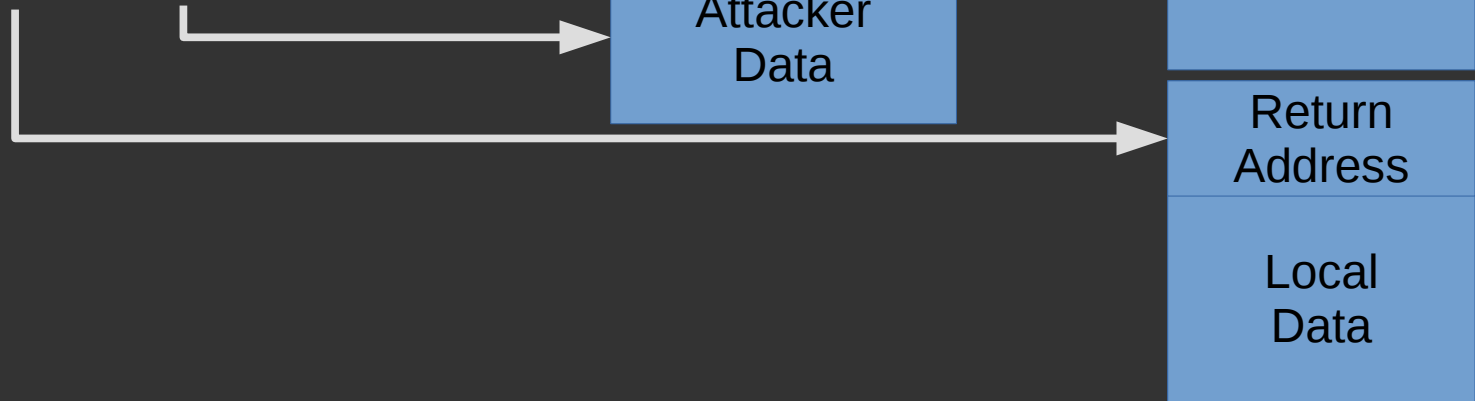 Attacker
Data
Return
Address
Local
Data